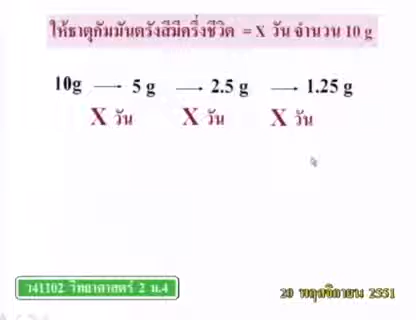 ให้ธาตุกัมมันตรังสีมีครึ่งชีวิต = X วัน จำนวน 10 g
10g → 5 g → 2.5 g → 1.25 g
X วัน X วัน X วัน
ว41102 วิทยาศาสตร์ 2 ม.4
20 พฤศจิกายน 2551